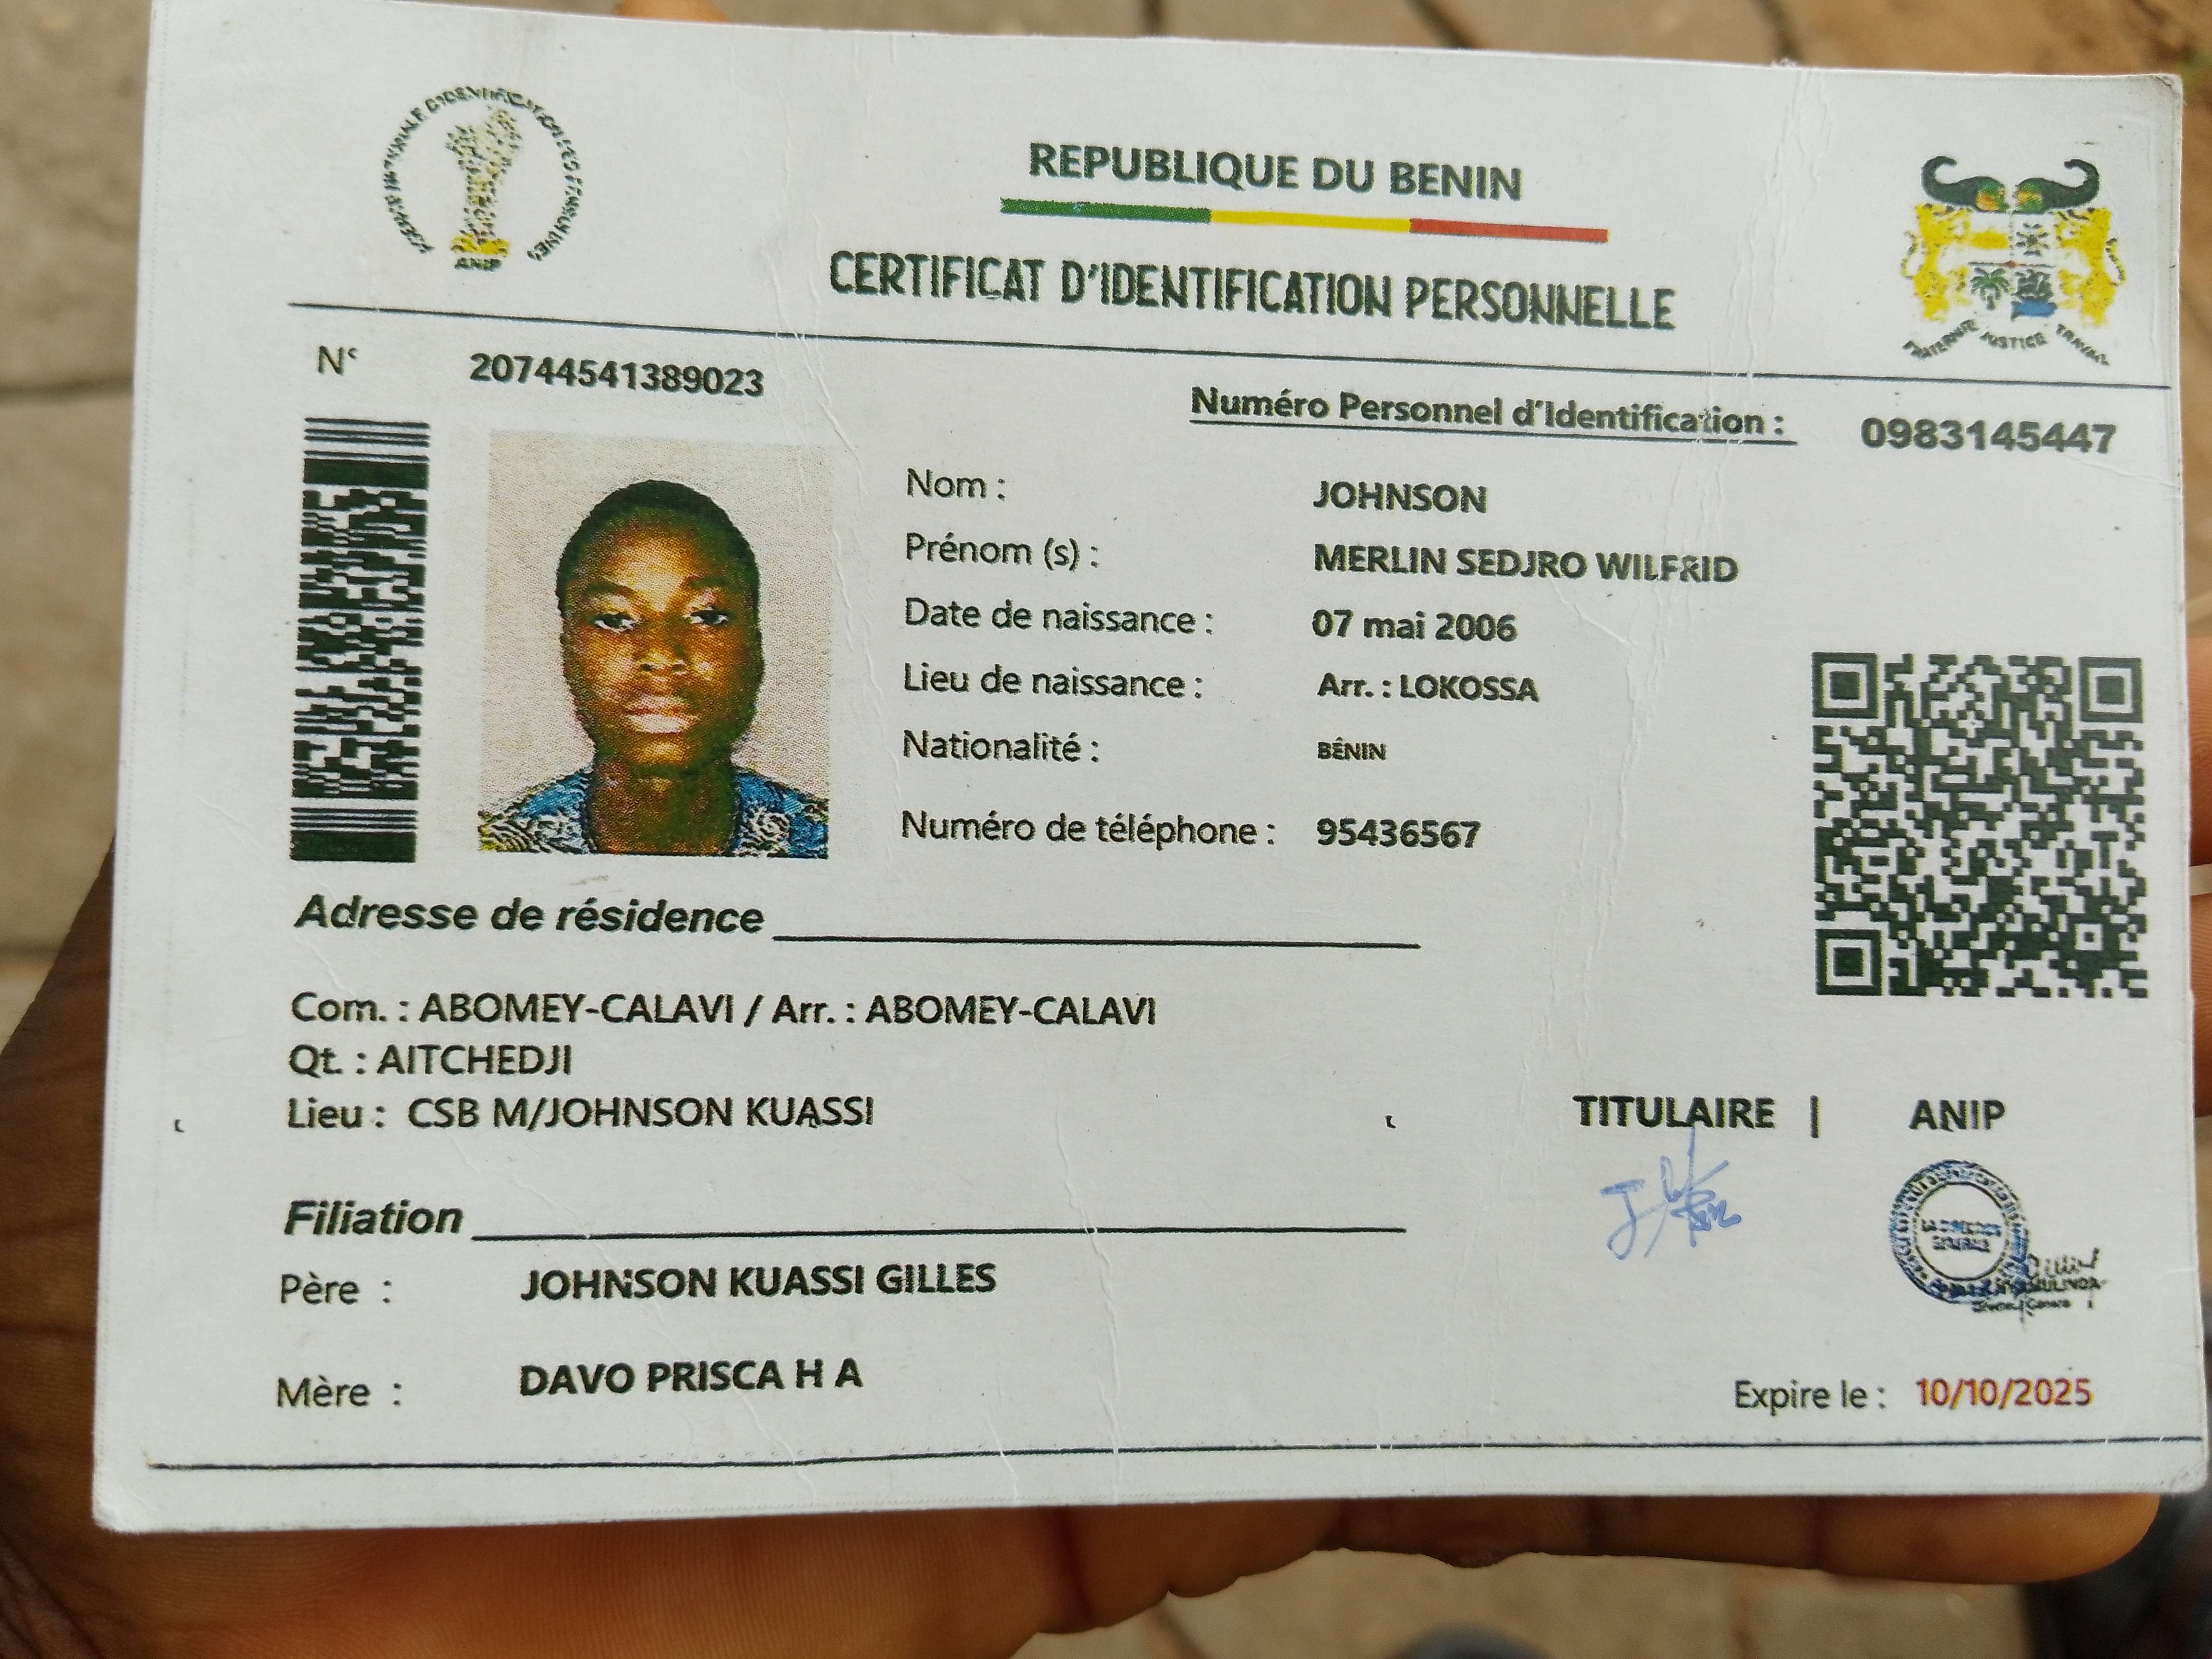 ANIP
REPUBLIQUE DU BENIN
CERTIFICAT D'IDENTIFICATION PERSONNELLE
FRATERNITE JUSTICE TRAVAIL
N° 20744541389023
Numéro Personnel d'Identification : 0983145447
Nom : JOHNSON
Prénom (s) : MERLIN SEDJRO WILFRID
Date de naissance : 07 mai 2006
Lieu de naissance : Arr. : LOKOSSA
Nationalité : BÉNIN
Numéro de téléphone : 95436567
Adresse de résidence
Com. : ABOMEY-CALAVI / Arr. : ABOMEY-CALAVI
Qt. : AITCHEDJI
Lieu : CSB M/JOHNSON KUASSI
TITULAIRE | ANIP
Filiation
Père : JOHNSON KUASSI GILLES
Mère : DAVO PRISCA H A
Expire le : 10/10/2025